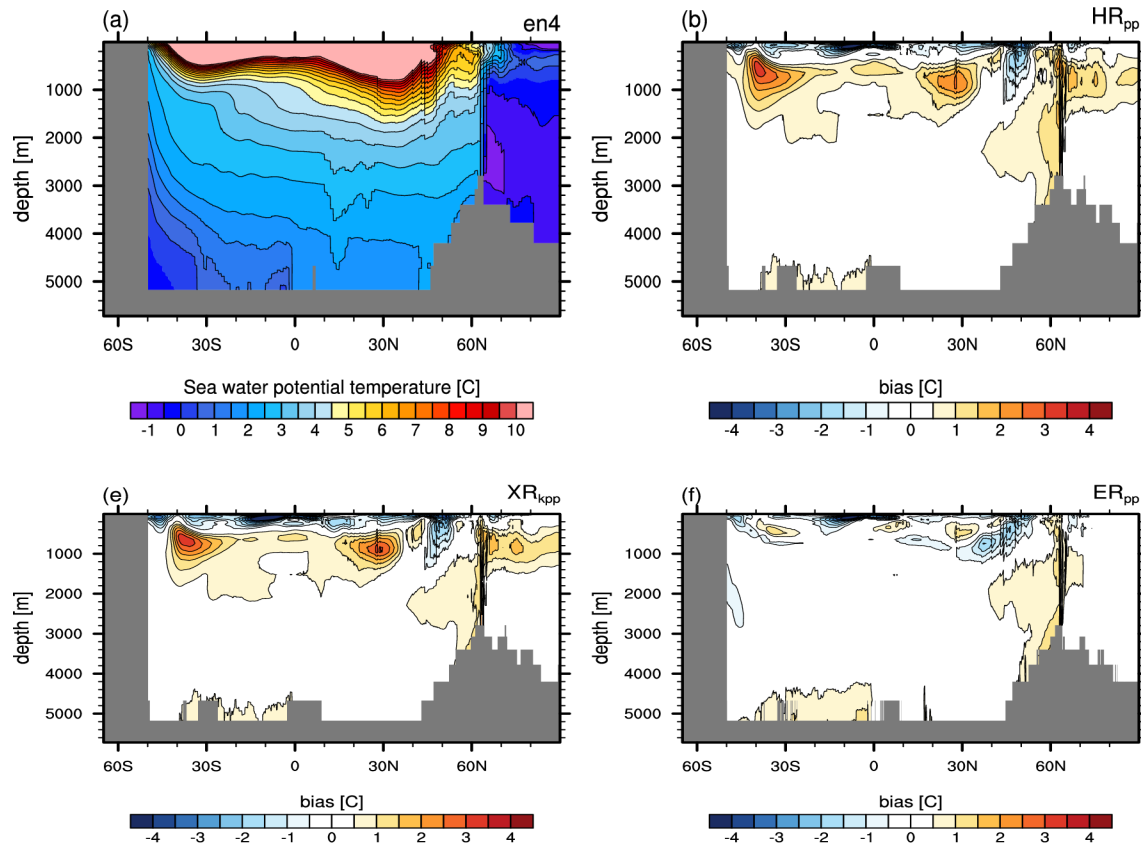 (a) en4
depth [m]
1000
2000
3000
4000
5000
60S 30S 0 30N 60N
Sea water potential temperature [C]
-1 0 1 2 3 4 5 6 7 8 9 10
(b) HRpp
depth [m]
1000
2000
3000
4000
5000
60S 30S 0 30N 60N
bias [C]
-4 -3 -2 -1 0 1 2 3 4
(e) XRkpp
depth [m]
1000
2000
3000
4000
5000
60S 30S 0 30N 60N
bias [C]
-4 -3 -2 -1 0 1 2 3 4
(f) ERpp
depth [m]
1000
2000
3000
4000
5000
60S 30S 0 30N 60N
bias [C]
-4 -3 -2 -1 0 1 2 3 4